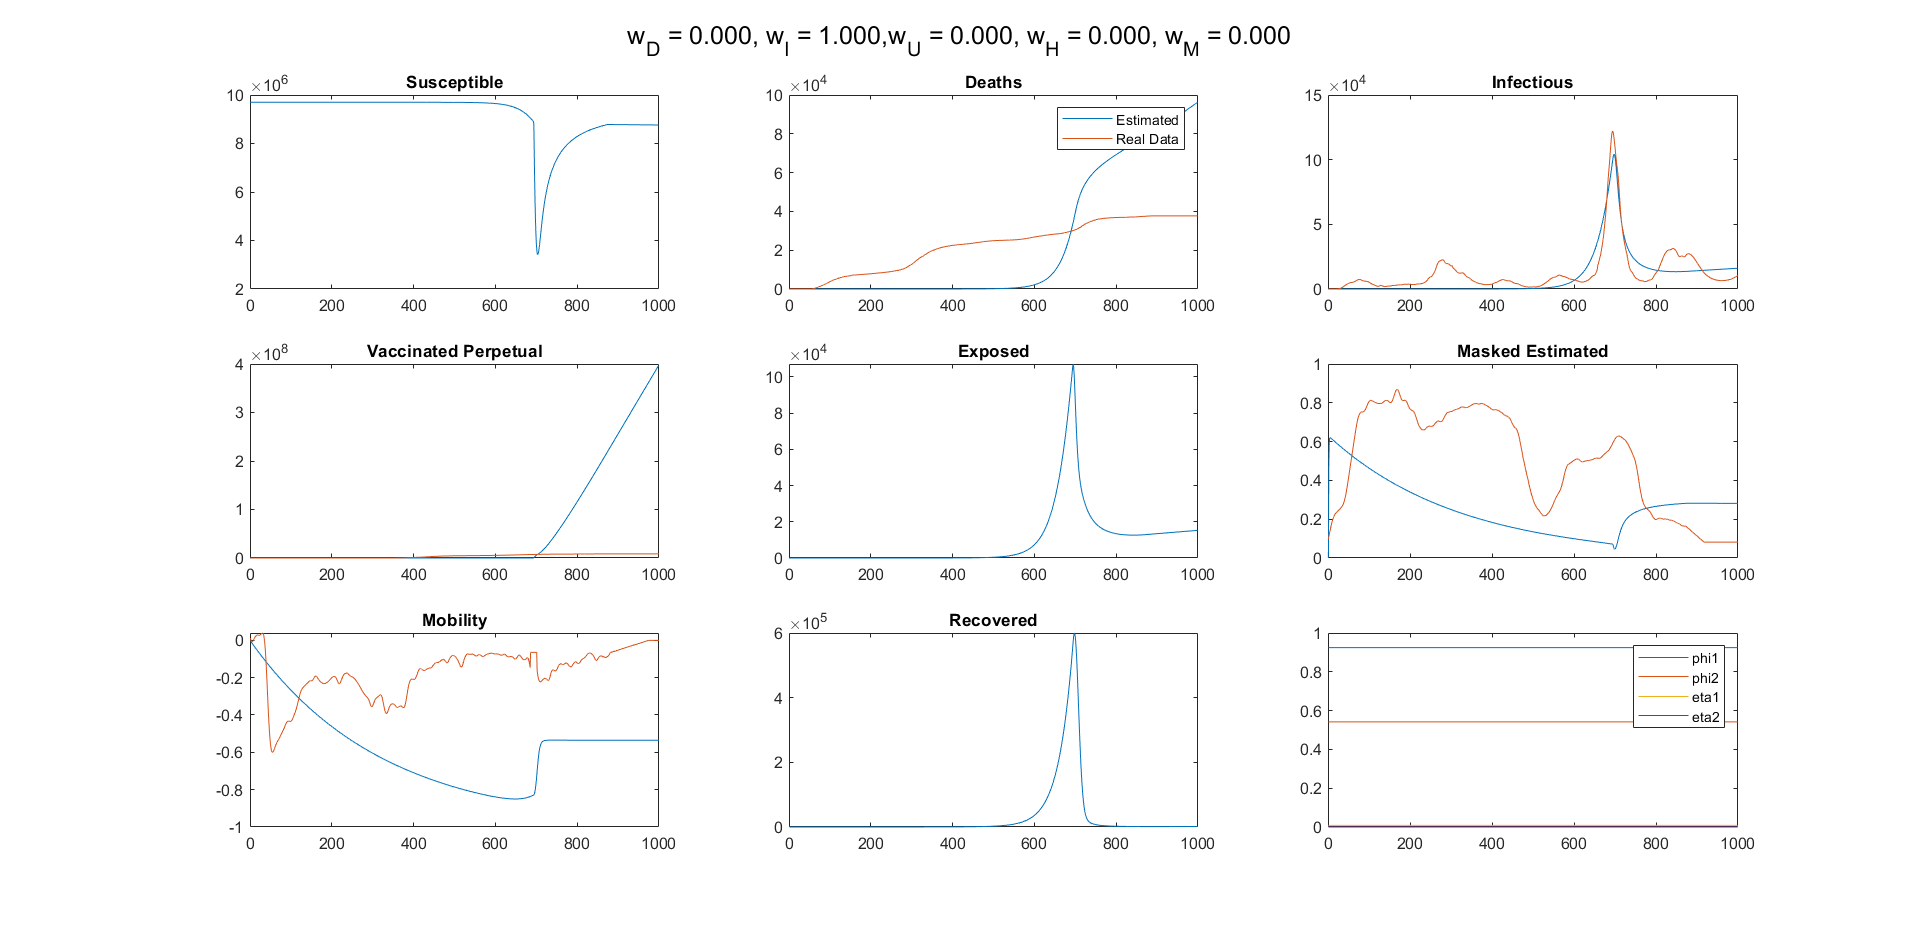 w_D = 0.000, w_I = 1.000,w_U = 0.000, w_H = 0.000, w_M = 0.000
Susceptible
×10^6
10
8
6
4
2
0 200 400 600 800 1000
Deaths
×10^4
10
8
6
4
2
0
0 200 400 600 800 1000
Estimated
Real Data
Infectious
×10^4
15
10
5
0
0 200 400 600 800 1000
Vaccinated Perpetual
×10^8
4
3
2
1
0
0 200 400 600 800 1000
Exposed
×10^4
10
8
6
4
2
0
0 200 400 600 800 1000
Masked Estimated
1
0.8
0.6
0.4
0.2
0
0 200 400 600 800 1000
Mobility
0
-0.2
-0.4
-0.6
-0.8
-1
0 200 400 600 800 1000
Recovered
×10^5
6
4
2
0
0 200 400 600 800 1000
1
0.8
0.6
0.4
0.2
0
0 200 400 600 800 1000
phi1
phi2
eta1
eta2